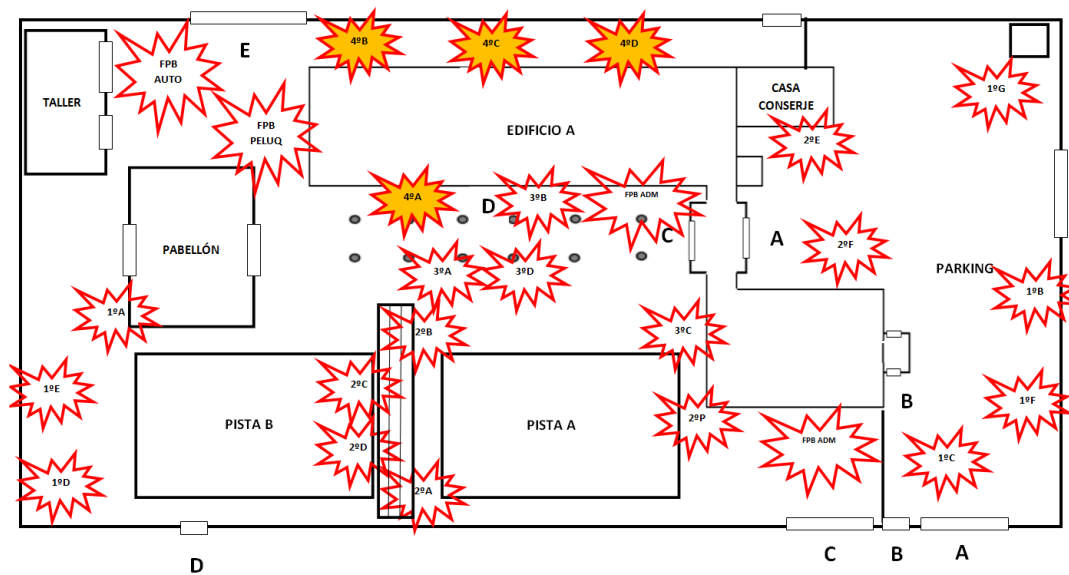 E
4ºB
4ºC
4ºD
FPB
AUTO
TALLER
CASA
CONSERJE
1ºG
FPB
PELUQ
EDIFICIO A
2ºE
4ºA
D
3ºB
FPB ADM
C
A
2ºF
PABELLÓN
3ºA
3ºD
PARKING
1ºB
1ºA
2ºB
3ºC
1ºE
2ºC
B
1ºF
PISTA B
PISTA A
2ºP
2ºD
FPB ADM
1ºC
1ºD
2ºA
D
C
B
A